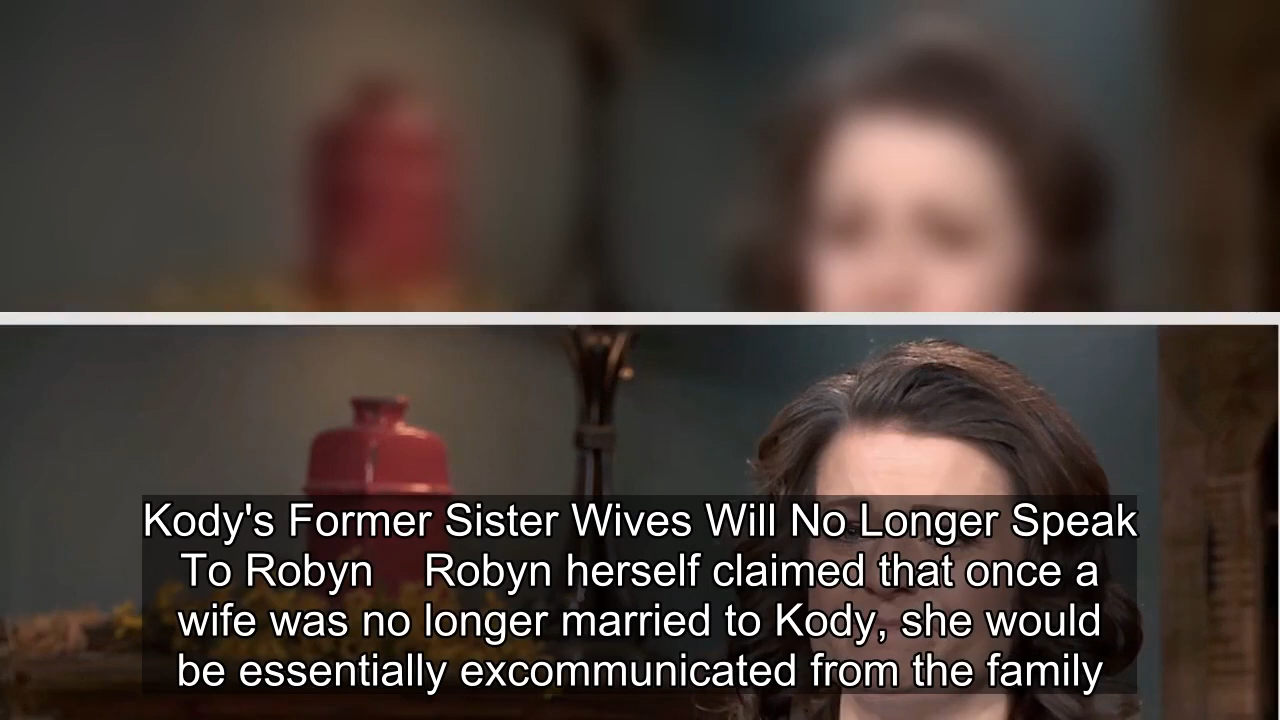 Kody's Former Sister Wives Will No Longer Speak
To Robyn    Robyn herself claimed that once a
wife was no longer married to Kody, she would
be essentially excommunicated from the family